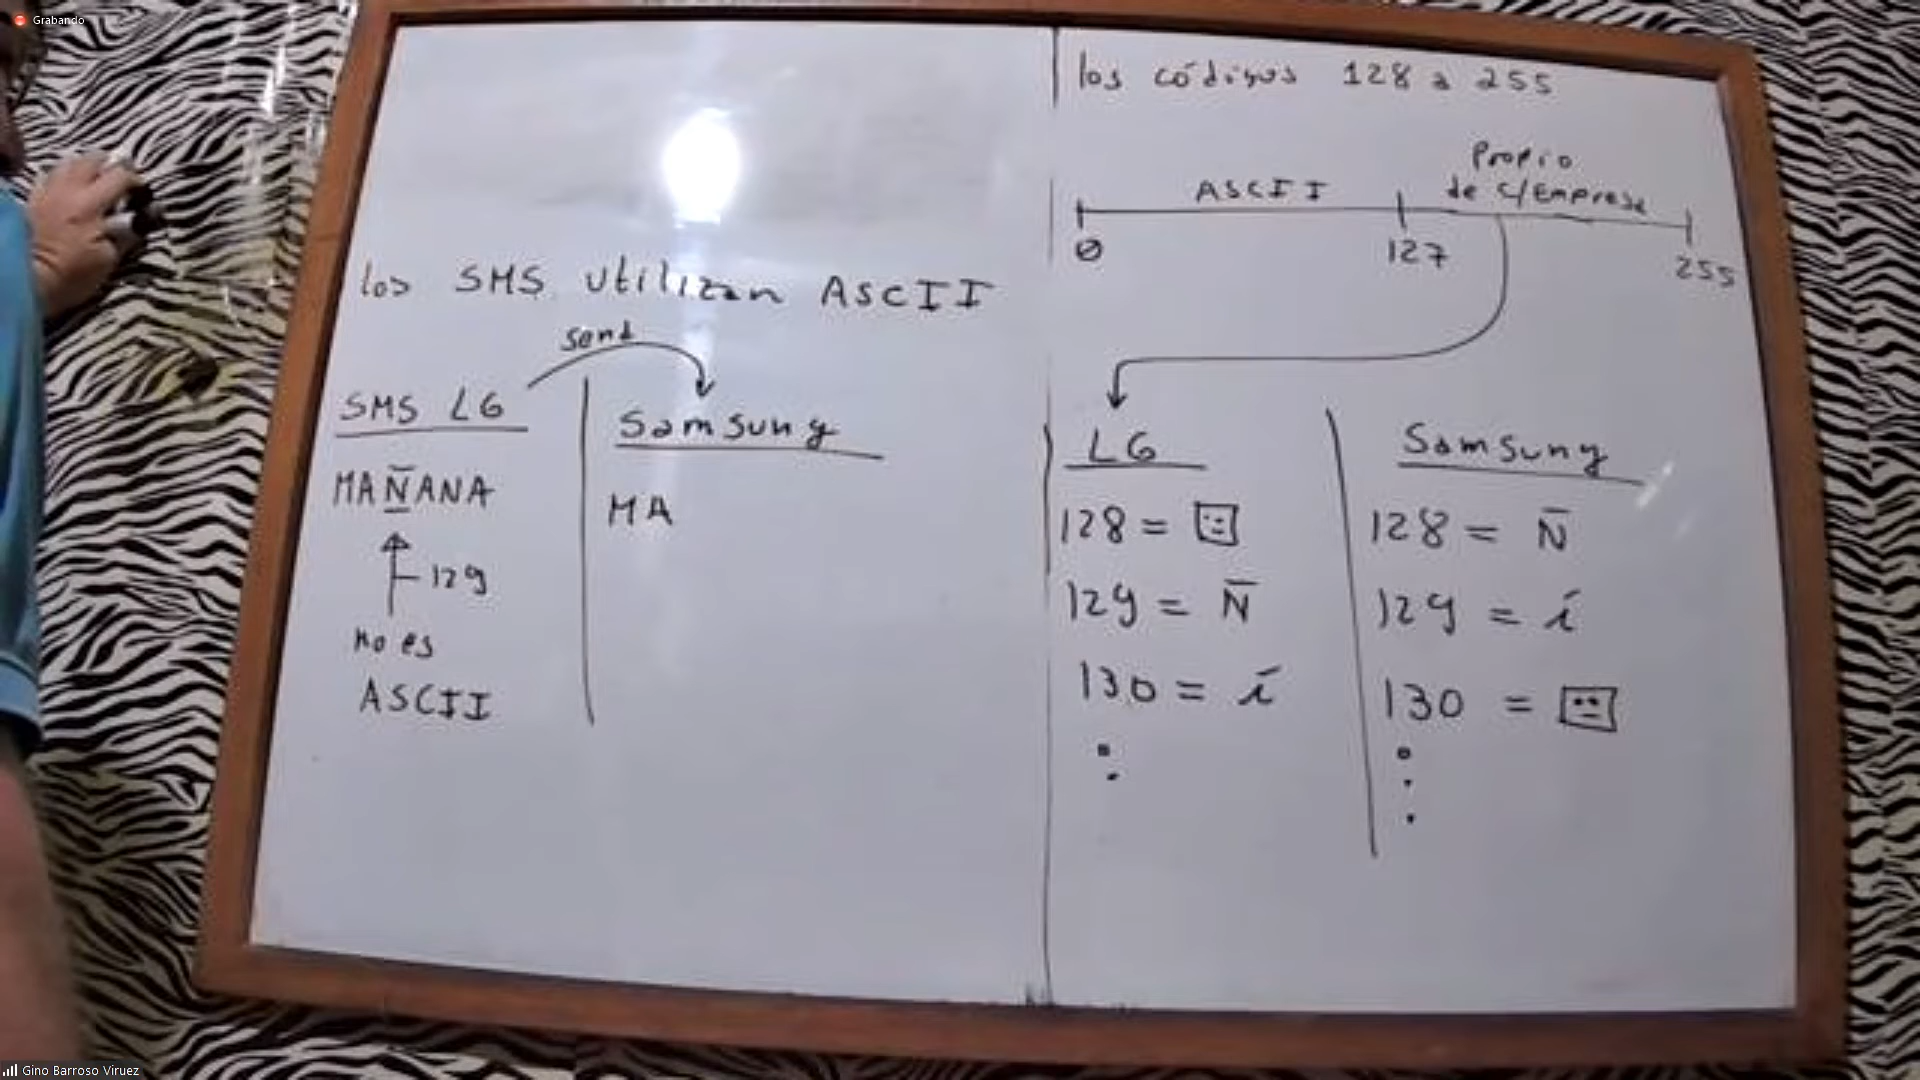 Grabando
los SMS utilizan ASCII
send
SMS LG
Samsung
MAÑANA
MA
129
no es
ASCII
los códigos 128 a 255
ASCII
Propio
de c/Empresa
0
127
255
LG
Samsung
128 =
128 = Ñ
129 = Ñ
129 = í
130 = í
130 =
Gino Barroso Viruez